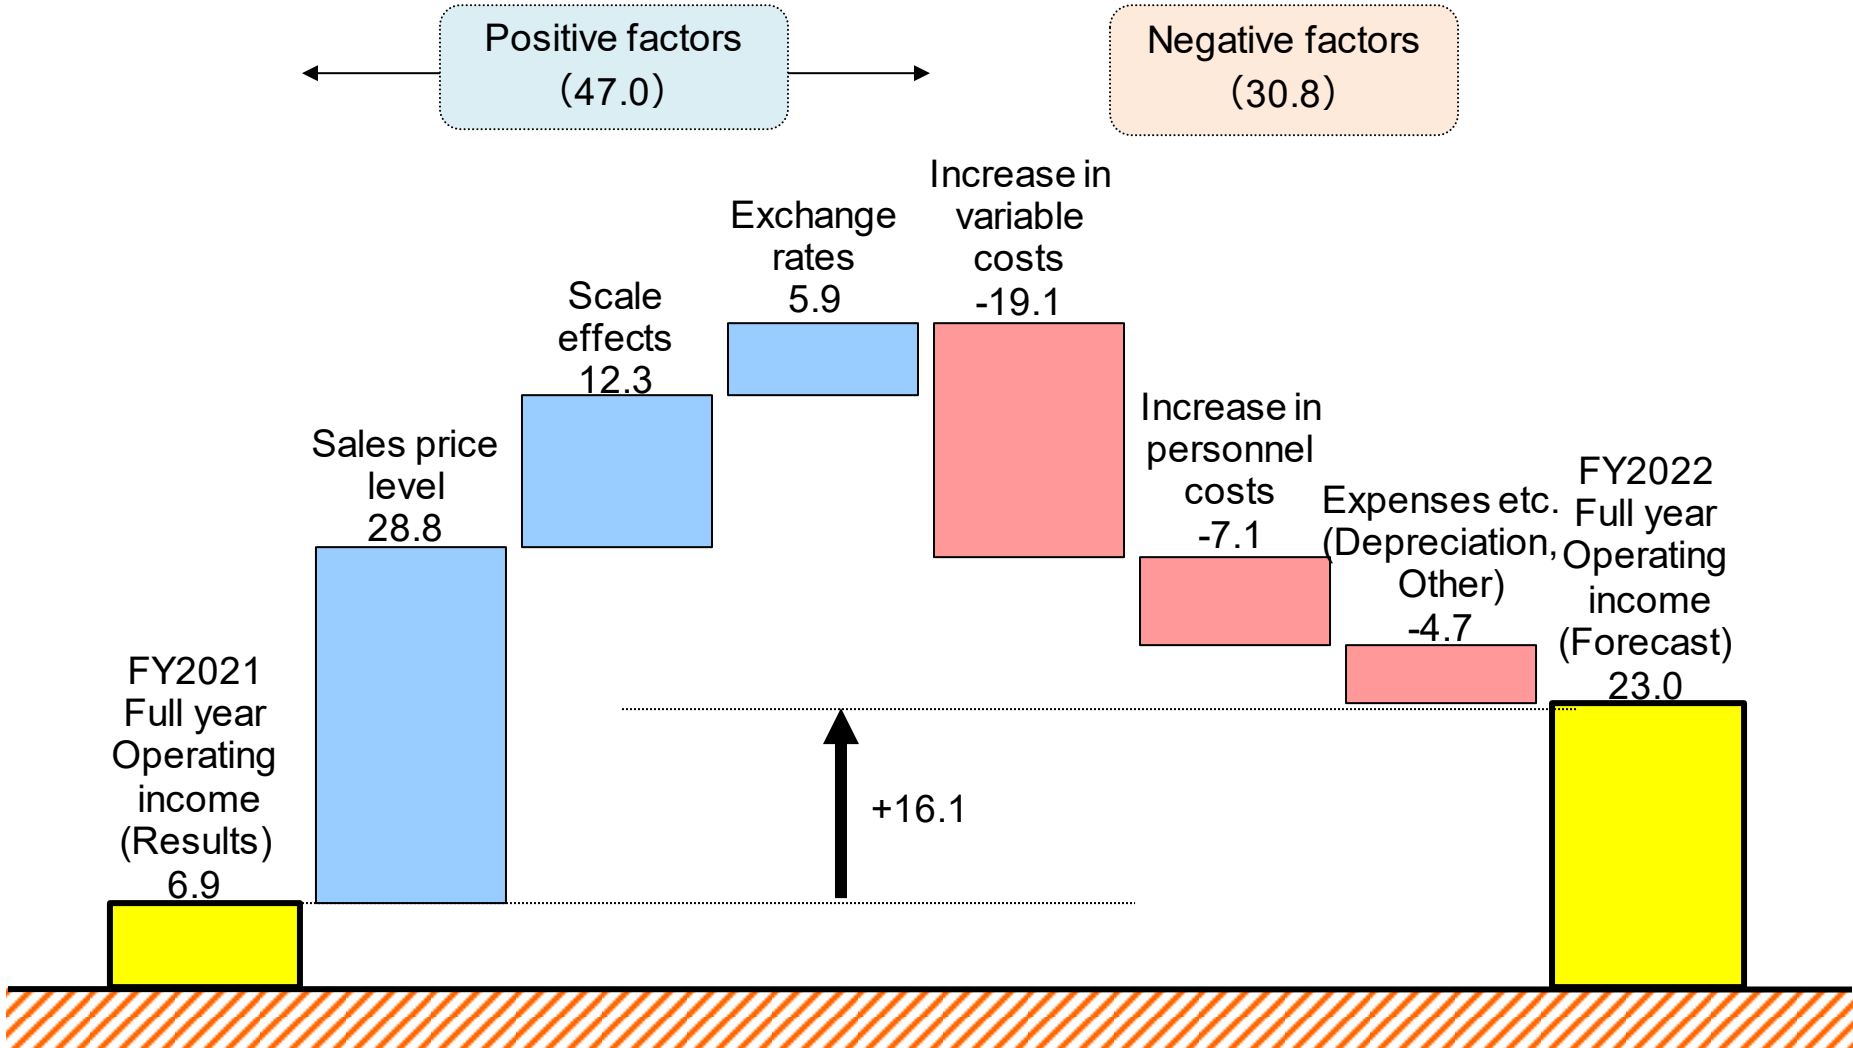 Positive factors
(47.0)
Negative factors
(30.8)
FY2021
Full year
Operating
income
(Results)
6.9
Sales price
level
28.8
Scale
effects
12.3
Exchange
rates
5.9
Increase in
variable
costs
-19.1
Increase in
personnel
costs
-7.1
Expenses etc.
(Depreciation,
Other)
-4.7
FY2022
Full year
Operating
income
(Forecast)
23.0
+16.1